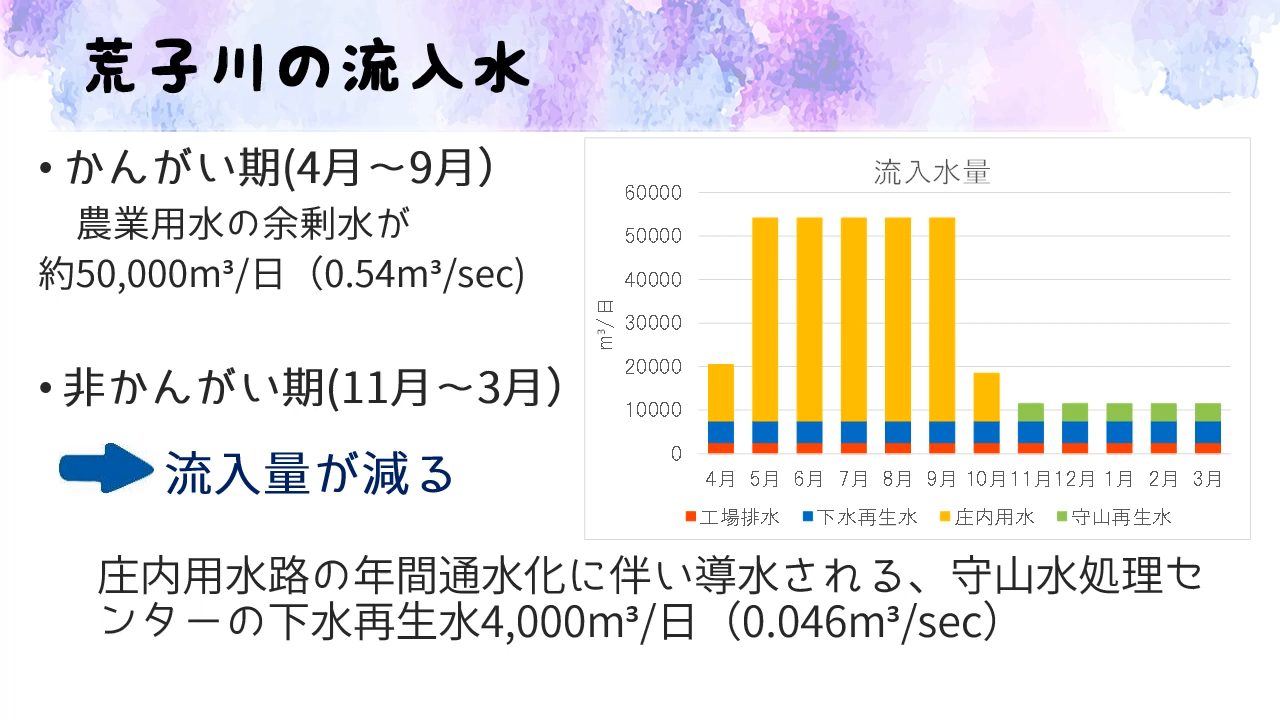 荒子川の流入水
• かんがい期(4月～9月）
農業用水の余剰水が
約50,000m³/日（0.54m³/sec)
• 非かんがい期(11月～3月）
流入量が減る
流入水量
m³/日
60000
50000
40000
30000
20000
10000
0
4月 5月 6月 7月 8月 9月 10月 11月 12月 1月 2月 3月
工場排水 下水再生水 庄内用水 守山再生水
庄内用水路の年間通水化に伴い導水される、守山水処理セ
ンターの下水再生水4,000m³/日（0.046m³/sec）